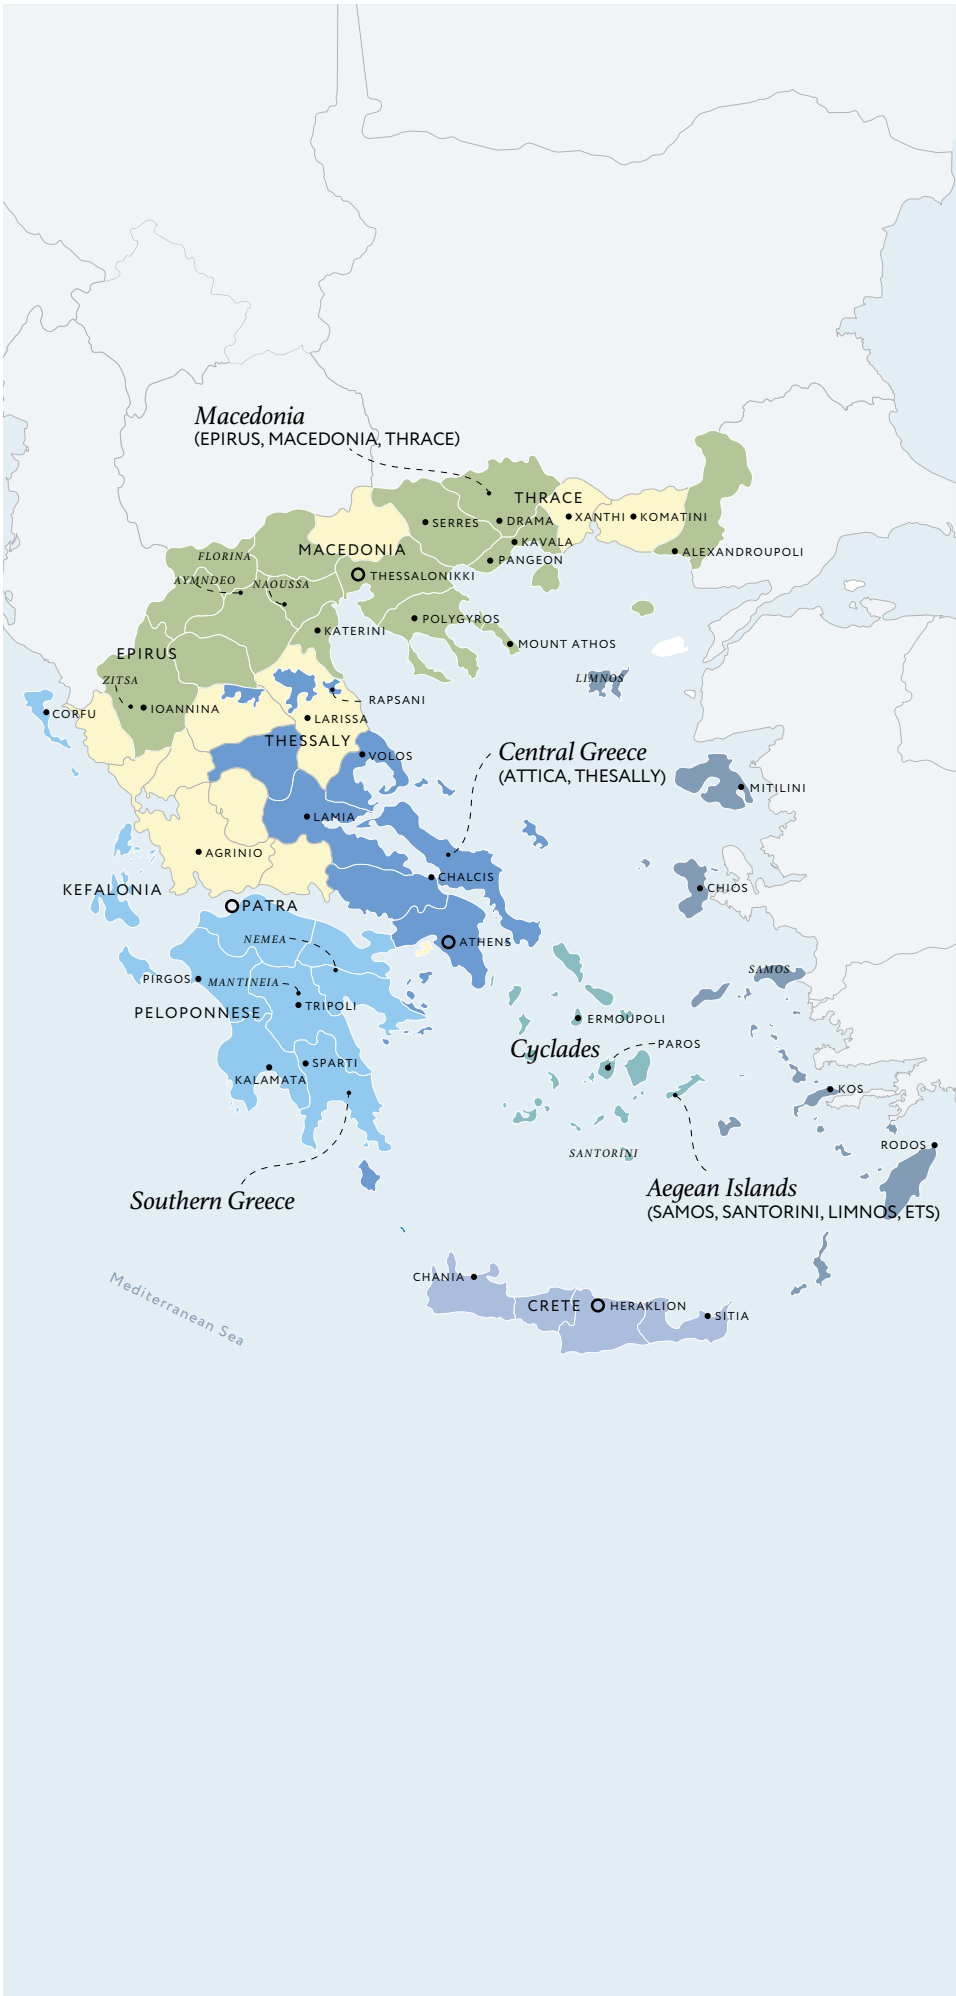 Macedonia
(EPIRUS, MACEDONIA, THRACE)
THRACE
SERRES
DRAMA
XANTHI
KOMATINI
KAVALA
MACEDONIA
FLORINA
PANGEON
ALEXANDROUPOLI
THESSALONIKKI
AYMNDEO
NAOUSSA
POLYGYROS
KATERINI
MOUNT ATHOS
EPIRUS
ZITSA
LIMNOS
RAPSANI
CORFU
IOANNINA
LARISSA
THESSALY
VOLOS
Central Greece
(ATTICA, THESALLY)
MITILINI
LAMIA
AGRINIO
CHALCIS
KEFALONIA
CHIOS
PATRA
NEMEA
ATHENS
SAMOS
PIRGOS
MANTINEIA
TRIPOLI
PELOPONNESE
ERMOUPOLI
Cyclades
PAROS
SPARTI
KALAMATA
KOS
SANTORINI
RODOS
Southern Greece
Aegean Islands
(SAMOS, SANTORINI, LIMNOS, ETS)
CHANIA
CRETE
HERAKLION
SITIA
Mediterranean Sea